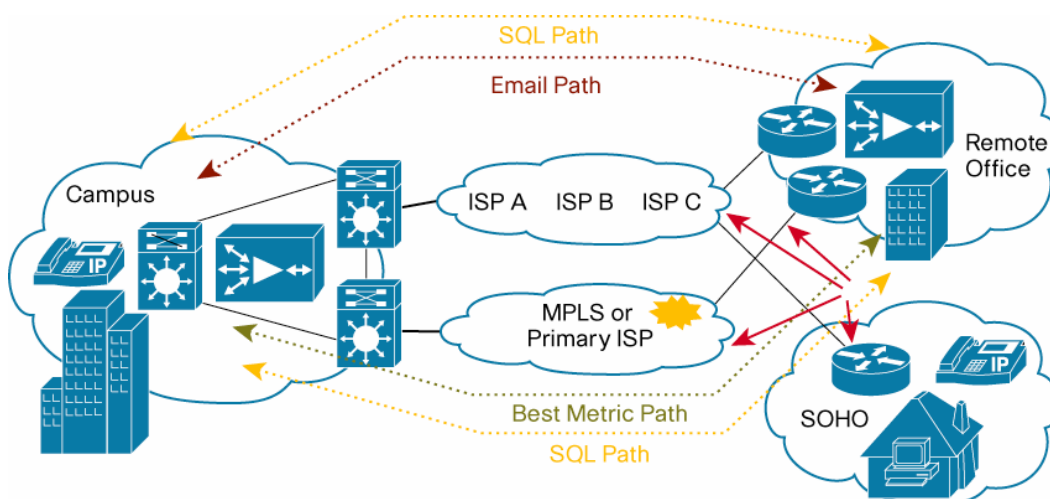 SQL Path
Email Path
Campus
IP
ISP A ISP B ISP C
Remote
Office
MPLS or
Primary ISP
Best Metric Path
SQL Path
SOHO
IP